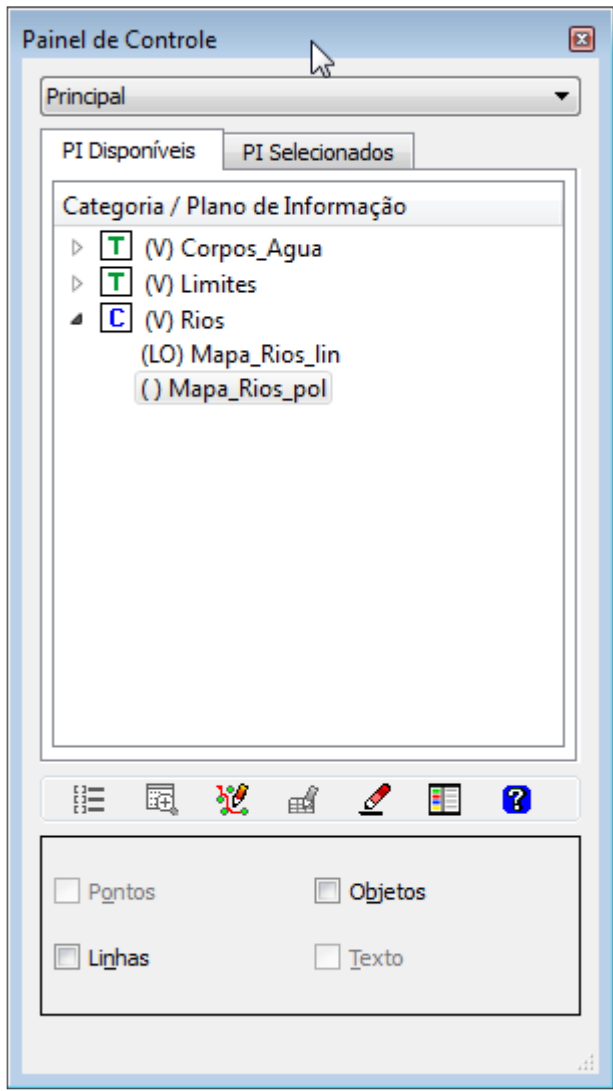 Painel de Controle
Principal
PI Disponíveis
PI Selecionados
Categoria / Plano de Informação
T (V) Corpos_Agua
T (V) Limites
C (V) Rios
(LO) Mapa_Rios_lin
( ) Mapa_Rios_pol
?
Pontos
Objetos
Linhas
Texto